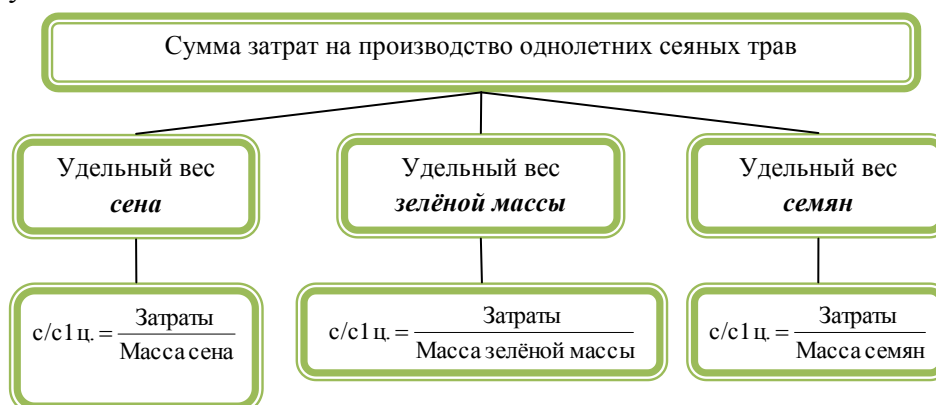 Сумма затрат на производство однолетних сеяных трав
Удельный вес
сена
Удельный вес
зелёной массы
Удельный вес
семян
с/с1ц. = Затраты
Масса сена
с/с1ц. = Затраты
Масса зелёной массы
с/с1ц. = Затраты
Масса семян